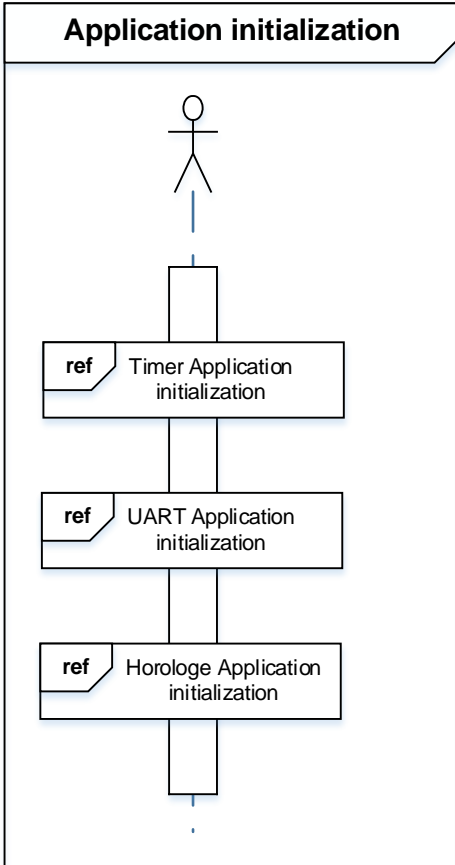 Application initialization
ref
Timer Application
initialization
ref
UART Application
initialization
ref
Horologe Application
initialization